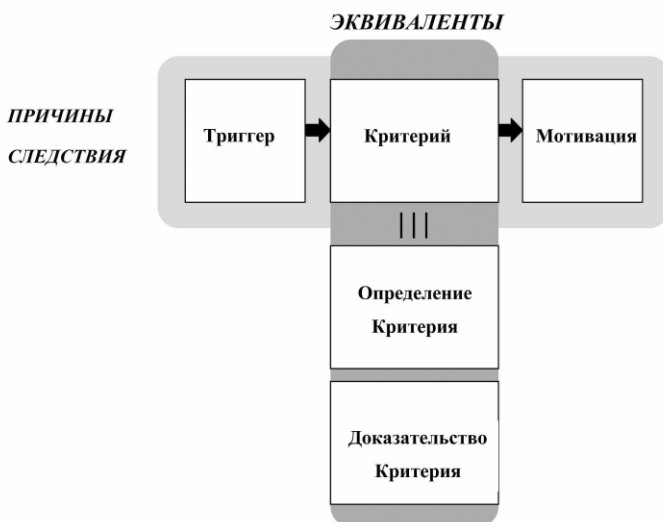 ЭКВИВАЛЕНТЫ
ПРИЧИНЫ
СЛЕДСТВИЯ
Триггер
Критерий
Мотивация
Определение
Критерия
Доказательство
Критерия